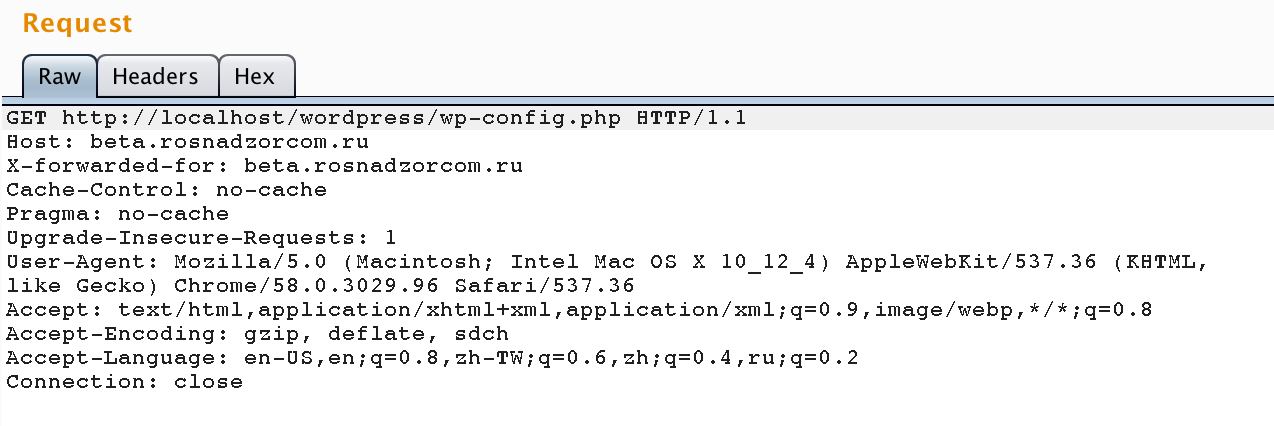 Request
Raw Headers Hex
GET http://localhost/wordpress/wp-config.php HTTP/1.1
Host: beta.rosnadzorcom.ru
X-forwarded-for: beta.rosnadzorcom.ru
Cache-Control: no-cache
Pragma: no-cache
Upgrade-Insecure-Requests: 1
User-Agent: Mozilla/5.0 (Macintosh; Intel Mac OS X 10_12_4) AppleWebKit/537.36 (KHTML,
like Gecko) Chrome/58.0.3029.96 Safari/537.36
Accept: text/html,application/xhtml+xml,application/xml;q=0.9,image/webp,*/*;q=0.8
Accept-Encoding: gzip, deflate, sdch
Accept-Language: en-US,en;q=0.8,zh-TW;q=0.6,zh;q=0.4,ru;q=0.2
Connection: close